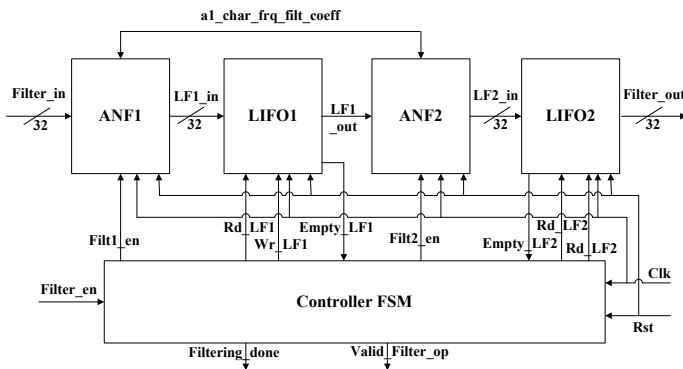 a1_char_frq_filt_coeff
Filter_in
32
ANF1
LF1_in
32
LIFO1
LF1
_out
ANF2
LF2_in
32
LIFO2
Filter_out
32
Filt1_en
Rd_LF1
Wr_LF1
Empty_LF1
Filt2_en
Empty_LF2
Rd_LF2
Rd_LF2
Clk
Filter_en
Controller FSM
Rst
Filtering_done
Valid_Filter_op